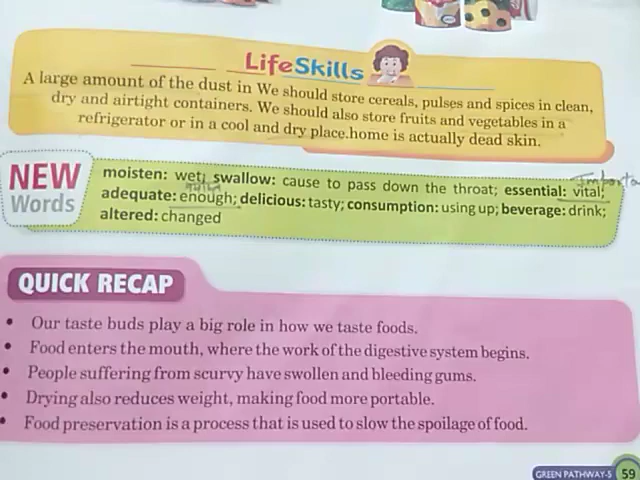 LifeSkills
A large amount of the dust in We should store cereals, pulses and spices in clean,
dry and airtight containers. We should also store fruits and vegetables in a
refrigerator or in a cool and dry place.home is actually dead skin.
NEW
Words
moisten: wet; swallow: cause to pass down the throat; essential: vital;
adequate: enough; delicious: tasty; consumption: using up; beverage: drink;
altered: changed
QUICK RECAP
• Our taste buds play a big role in how we taste foods.
• Food enters the mouth, where the work of the digestive system begins.
• People suffering from scurvy have swollen and bleeding gums.
• Drying also reduces weight, making food more portable.
• Food preservation is a process that is used to slow the spoilage of food.
GREEN PATHWAY-5 59